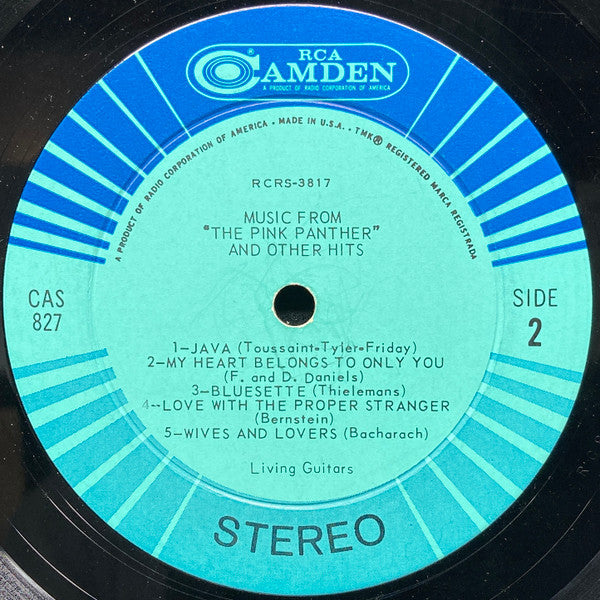 RCA
CAMDEN
®
A PRODUCT OF RADIO CORPORATION OF AMERICA
A PRODUCT OF RADIO CORPORATION OF AMERICA • MADE IN U.S.A. • TMK® REGISTERED MARCA REGISTRADA
RCRS-3817
MUSIC FROM
"THE PINK PANTHER"
AND OTHER HITS
CAS
827
SIDE
2
1-JAVA (Toussaint-Tyler-Friday)
2-MY HEART BELONGS TO ONLY YOU
(F. and D. Daniels)
3-BLUESETTE (Thielemans)
4-LOVE WITH THE PROPER STRANGER
(Bernstein)
5-WIVES AND LOVERS (Bacharach)
Living Guitars
STEREO